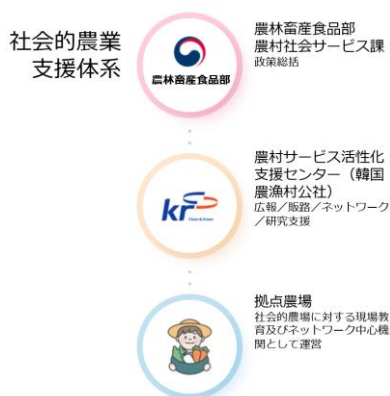 社会的農業
支援体系
農林畜産食品部
農林畜産食品部
農村社会サービス課
政策総括
kr
農村サービス活性化
支援センター（韓国
農漁村公社）
広報／販路／ネットワーク
／研究支援
拠点農場
社会的農場に対する現場教
育及びネットワーク中心機
関として運営